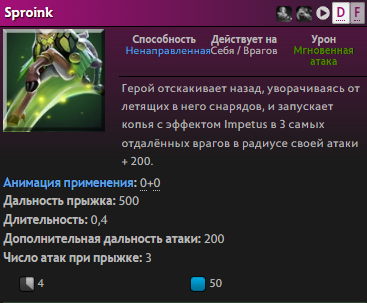 Sproink
D F
Способность Действует на Урон
Ненаправленная Себя / Врагов Мгновенная
атака
Герой отскакивает назад, уворачиваясь от
летящих в него снарядов, и запускает
копья с эффектом Impetus в 3 самых
отдалённых врагов в радиусе своей атаки
+ 200.
Анимация применения: 0+0
Дальность прыжка: 500
Длительность: 0,4
Дополнительная дальность атаки: 200
Число атак при прыжке: 3
4 50